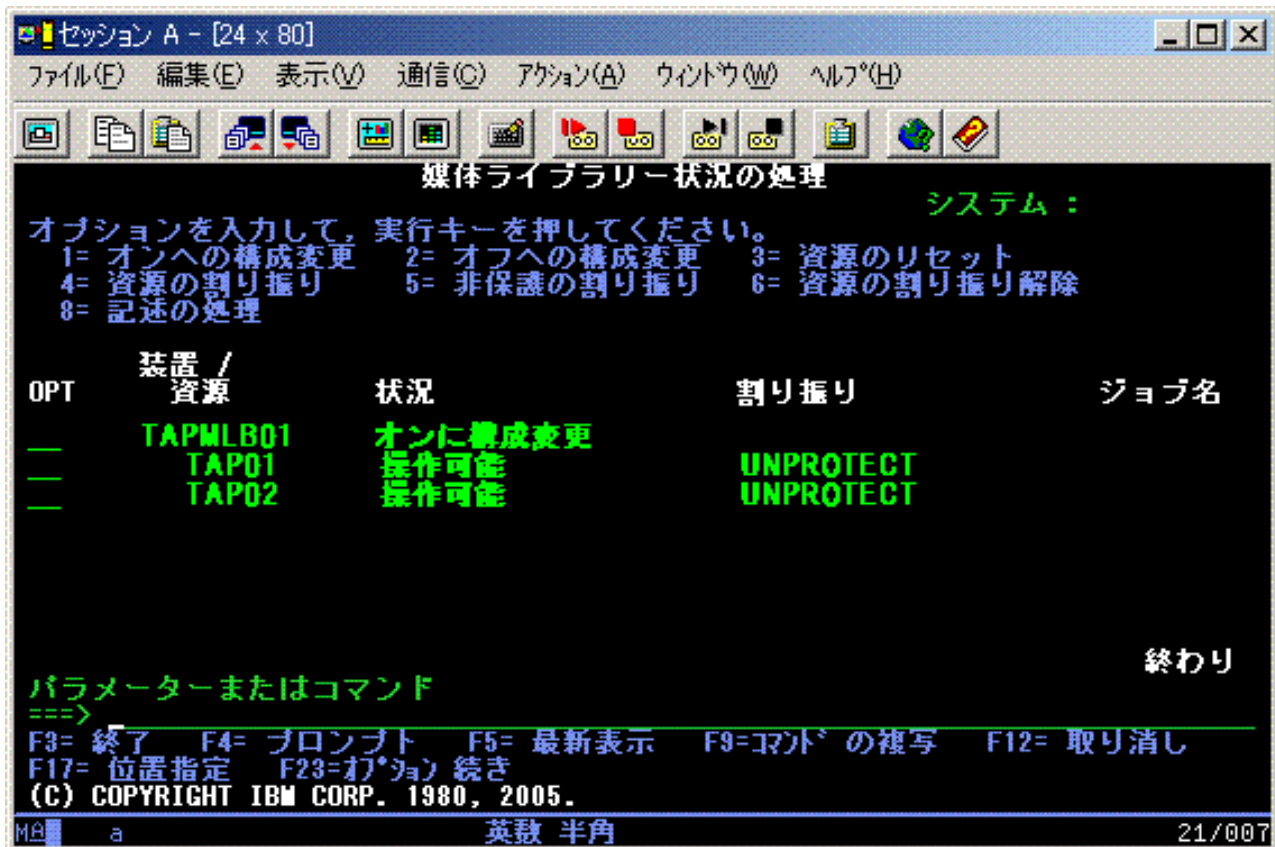 セッション A - [24 x 80]
ファイル(F) 編集(E) 表示(V) 通信(C) アクション(A) ウィンドウ(W) ヘルプ(H)
媒体ライブラリー状況の処理
システム :
オプションを入力して, 実行キーを押してください。
1= オンへの構成変更 2= オフへの構成変更 3= 資源のリセット
4= 資源の割り振り 5= 非保護の割り振り 6= 資源の割り振り解除
8= 記述の処理
装置 /
OPT 資源 状況 割り振り ジョブ名
__ TAPMLB01 オンに構成変更
__ TAP01 操作可能 UNPROTECT
__ TAP02 操作可能 UNPROTECT
終わり
パラメーターまたはコマンド
===>
F3= 終了 F4= プロンプト F5= 最新表示 F9=コマンド の複写 F12= 取り消し
F17= 位置指定 F23=オプション 続き
(C) COPYRIGHT IBM CORP. 1980, 2005.
MA a 英数 半角 21/007